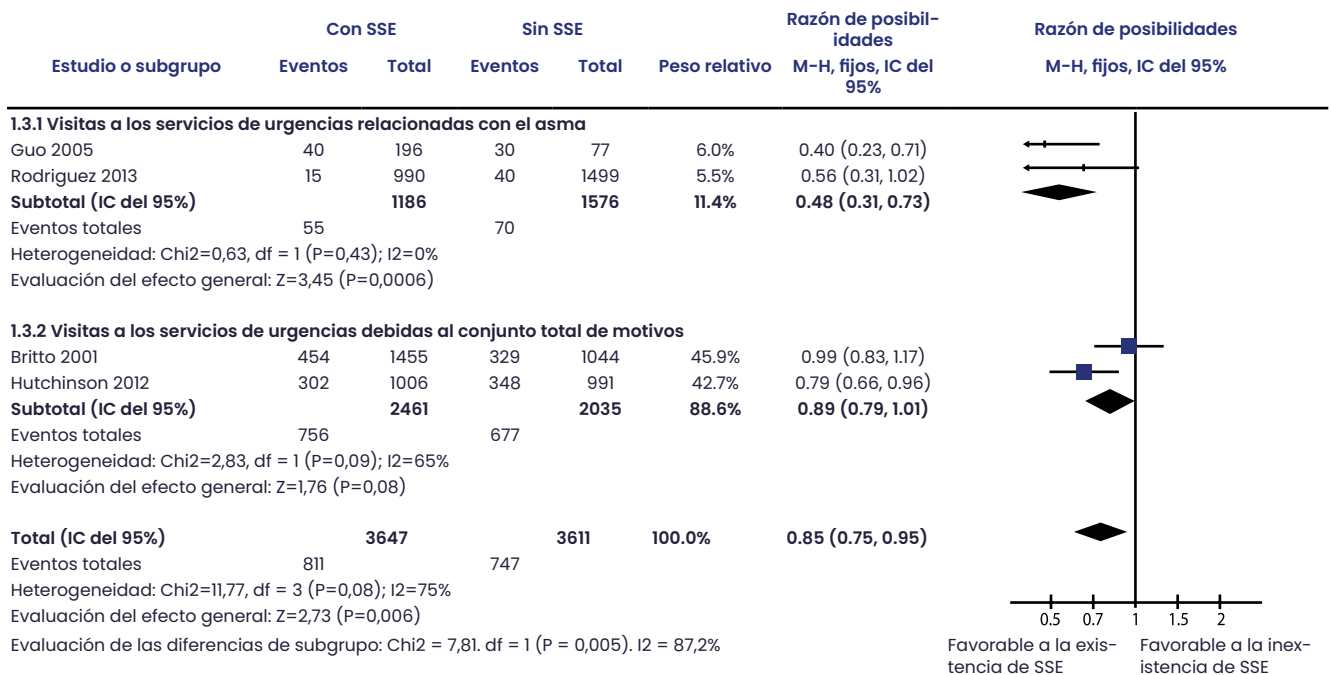 Con SSE Sin SSE Razón de posibil-
idades Razón de posibilidades
Estudio o subgrupo Eventos Total Eventos Total Peso relativo M-H, fijos, IC del
95% M-H, fijos, IC del 95%
1.3.1 Visitas a los servicios de urgencias relacionadas con el asma
Guo 2005 40 196 30 77 6.0% 0.40 (0.23, 0.71)
Rodriguez 2013 15 990 40 1499 5.5% 0.56 (0.31, 1.02)
Subtotal (IC del 95%) 1186 1576 11.4% 0.48 (0.31, 0.73)
Eventos totales 55 70
Heterogeneidad: Chi2=0,63, df = 1 (P=0,43); I2=0%
Evaluación del efecto general: Z=3,45 (P=0,0006)
1.3.2 Visitas a los servicios de urgencias debidas al conjunto total de motivos
Britto 2001 454 1455 329 1044 45.9% 0.99 (0.83, 1.17)
Hutchinson 2012 302 1006 348 991 42.7% 0.79 (0.66, 0.96)
Subtotal (IC del 95%) 2461 2035 88.6% 0.89 (0.79, 1.01)
Eventos totales 756 677
Heterogeneidad: Chi2=2,83, df = 1 (P=0,09); I2=65%
Evaluación del efecto general: Z=1,76 (P=0,08)
Total (IC del 95%) 3647 3611 100.0% 0.85 (0.75, 0.95)
Eventos totales 811 747
Heterogeneidad: Chi2=11,77, df = 3 (P=0,08); I2=75%
Evaluación del efecto general: Z=2,73 (P=0,006)
Evaluación de las diferencias de subgrupo: Chi2 = 7,81. df = 1 (P = 0,005). I2 = 87,2%
0.5 0.7 1 1.5 2
Favorable a la exis-
tencia de SSE
Favorable a la inex-
istencia de SSE